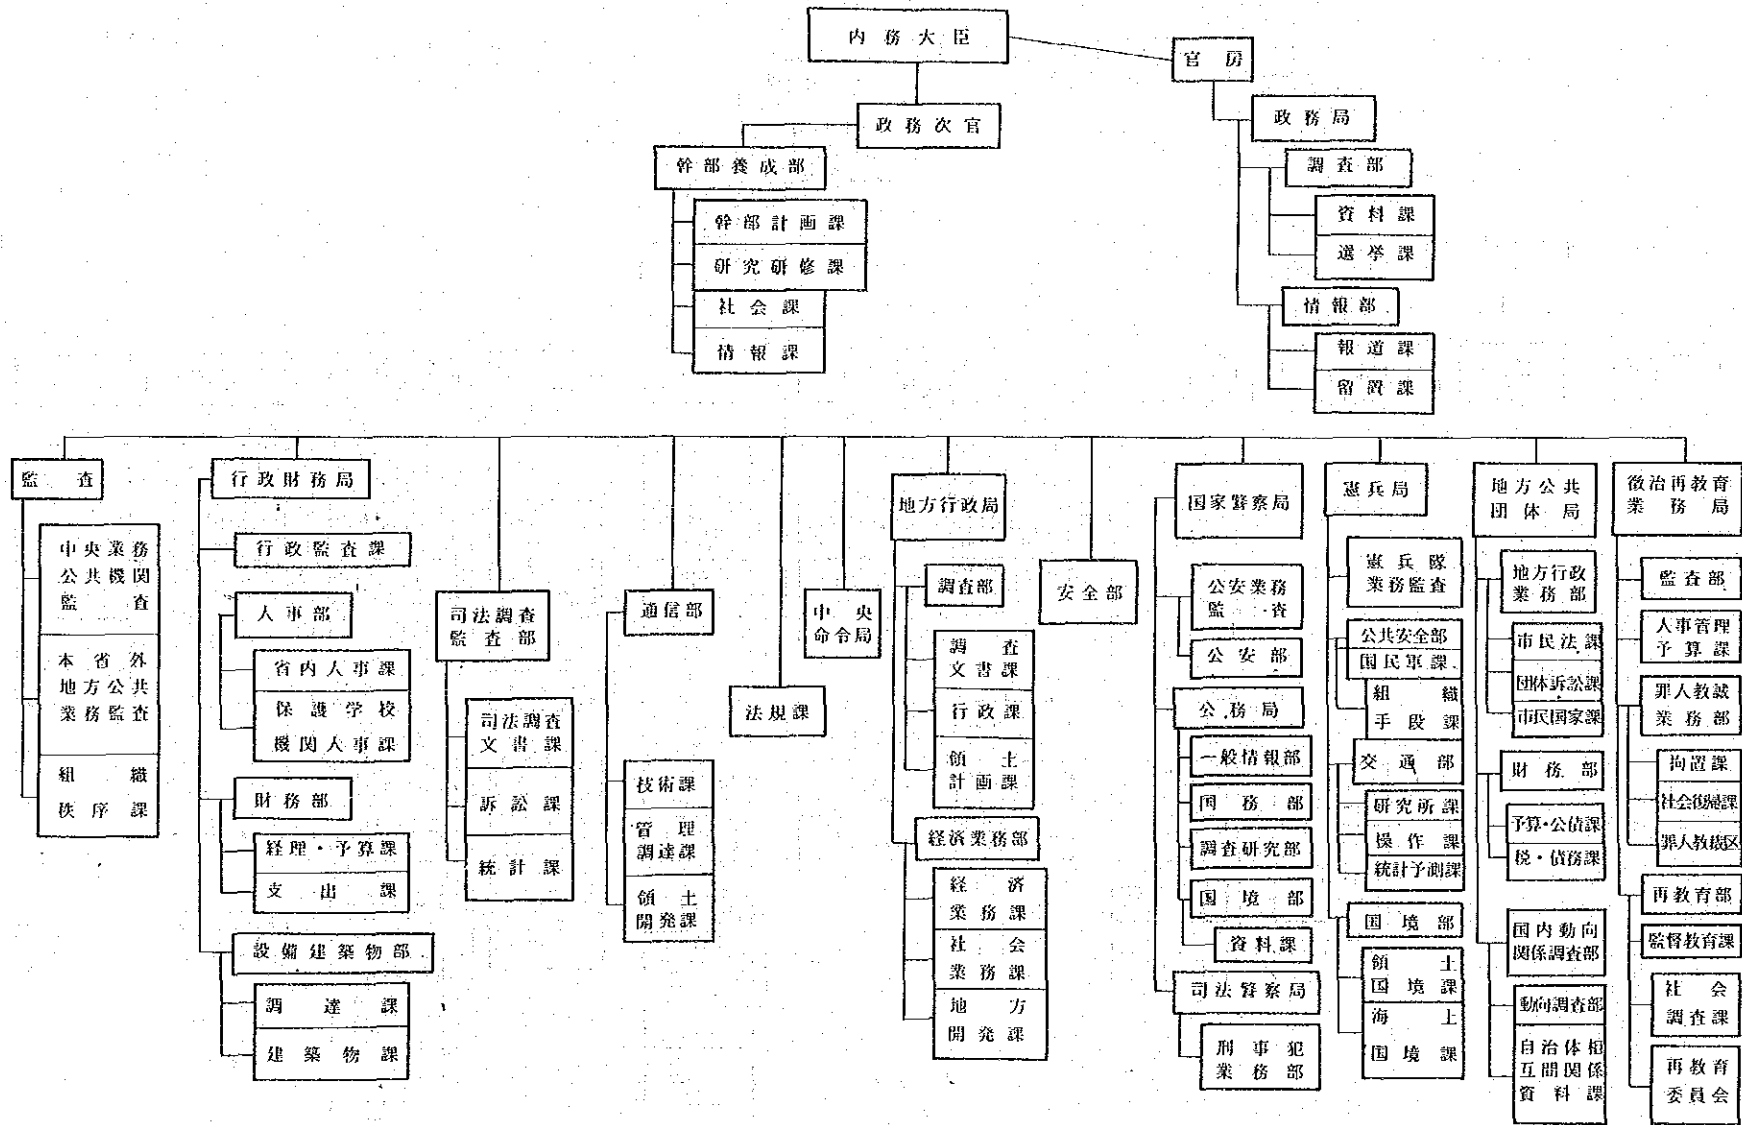 内務大臣
官房
政務次官
政務局
幹部養成部
調査部
幹部計画課
資料課
研究研修課
選挙課
社会課
情報部
情報課
報道課
留置課
監査
中央業務
公共機関
監査
本省外
地方公共
業務監査
組織
秩序課
行政財務局
行政監査課
人事部
省内人事課
保護学校
機関人事課
財務部
経理・予算課
支出課
設備建築物部
調達課
建築物課
司法調査
監査部
司法調査
文書課
訴訟課
統計課
通信部
技術課
管理
調達課
領土
開発課
法規課
中央
命令局
地方行政局
調査部
調査
文書課
行政課
領土
計画課
経済業務部
経済
業務課
社会
業務課
地方
開発課
安全部
国家警察局
公安業務
監査
公安部
公務局
一般情報部
国務部
調査研究部
国境部
資料課
司法警察局
刑事犯
業務部
憲兵局
憲兵隊
業務監査
公共安全部
国民軍課
組織
手段課
交通部
研究所課
操作課
統計予測課
国境部
領土
国境課
海上
国境課
地方公共
団体局
地方行政
業務部
市民法課
団体訴訟課
市民国家課
財務部
予算・公債課
税・債務課
国内動向
関係調査部
動向調査部
自治体相
互間関係
資料課
徴治再教育
業務局
監査部
人事管理
予算課
罪人教誡
業務部
拘置課
社会復帰課
再教育部
監督教育課
社会
調査課
再教育
委員会